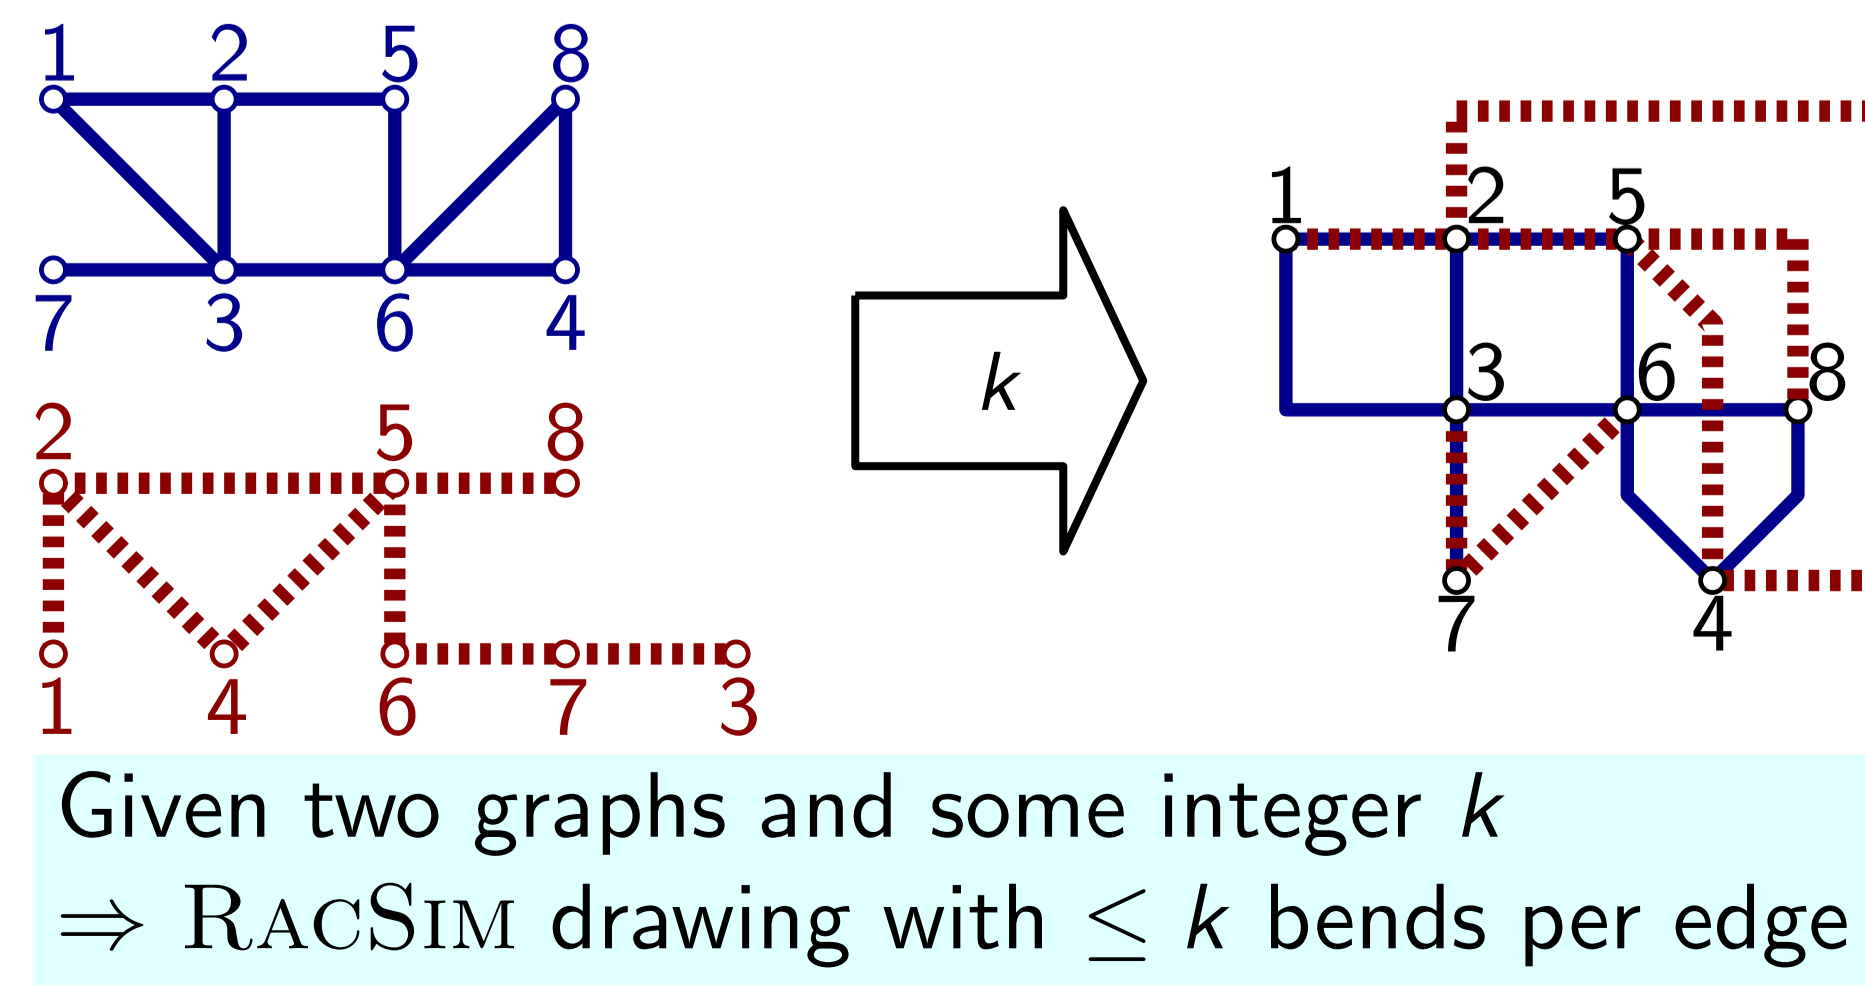 1 2 5 8
7 3 6 4
2 5 8
1 4 6 7 3
k
1 2 5
3 6 8
7 4
Given two graphs and some integer k
⇒ RACSIM drawing with ≤ k bends per edge